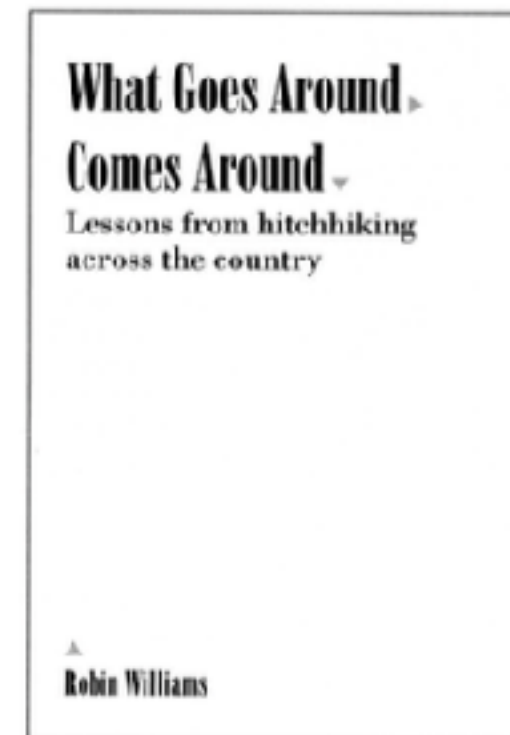 What Goes Around
Comes Around
Lessons from hitchhiking
across the country
Robin Williams